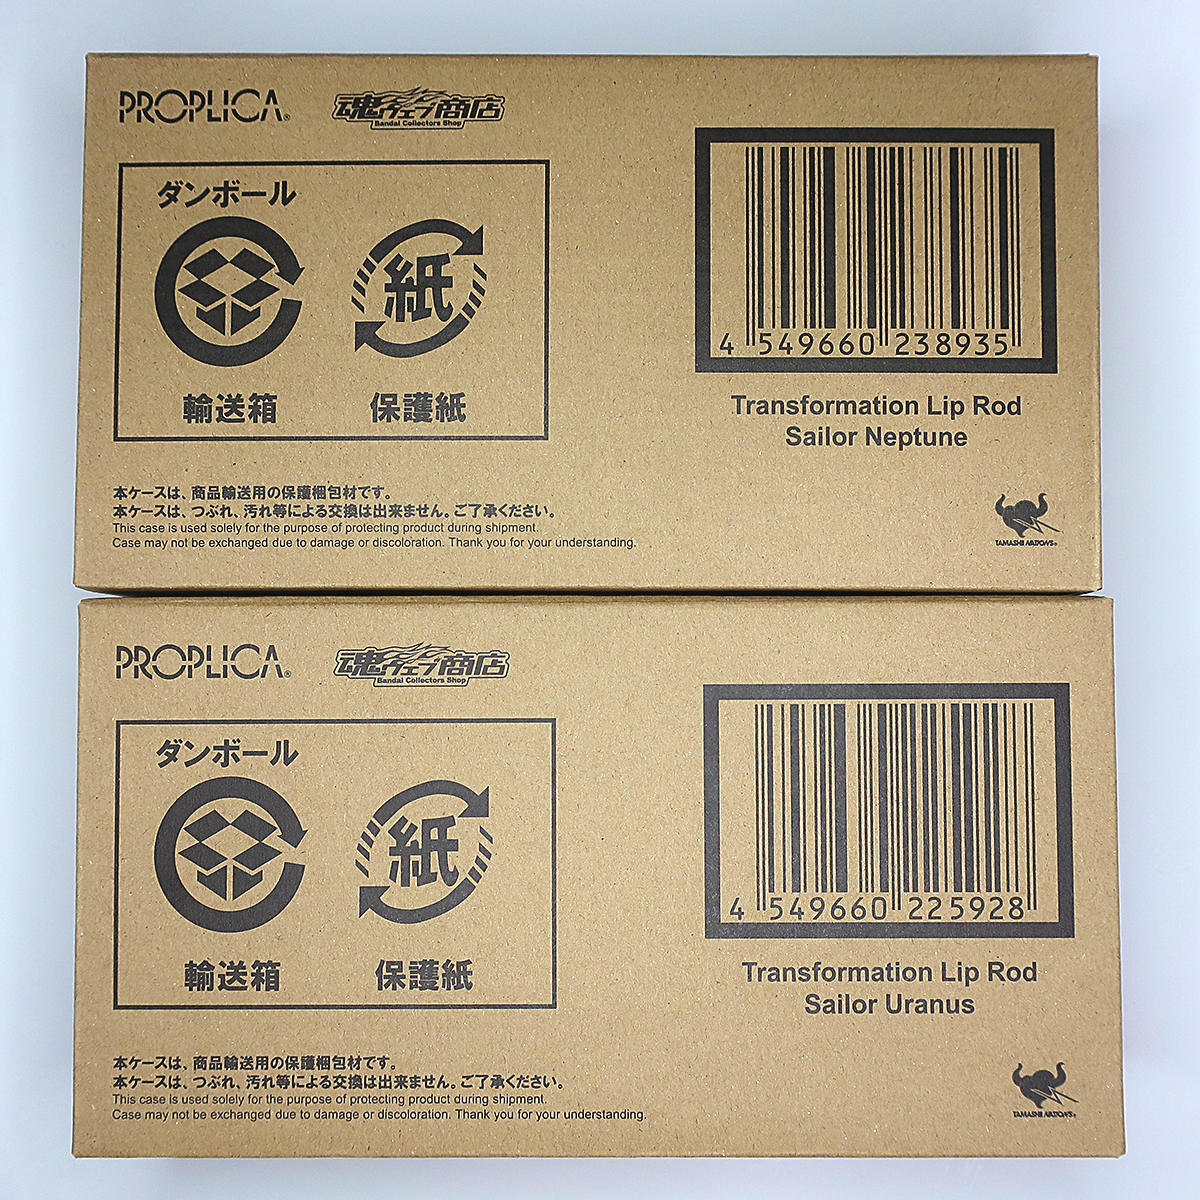 PROPLICA®
魂ウェブ商店
Bandai Collectors Shop
ダンボール
紙
輸送箱
保護紙
4 549660 238935
Transformation Lip Rod
Sailor Neptune
本ケースは、商品輸送用の保護梱包材です。
本ケースは、つぶれ、汚れ等による交換は出来ません。ご了承ください。
This case is used solely for the purpose of protecting product during shipment.
Case may not be exchanged due to damage or discoloration. Thank you for your understanding.
TAMASHII NATIONS®
PROPLICA®
魂ウェブ商店
Bandai Collectors Shop
ダンボール
紙
輸送箱
保護紙
4 549660 225928
Transformation Lip Rod
Sailor Uranus
本ケースは、商品輸送用の保護梱包材です。
本ケースは、つぶれ、汚れ等による交換は出来ません。ご了承ください。
This case is used solely for the purpose of protecting product during shipment.
Case may not be exchanged due to damage or discoloration. Thank you for your understanding.
TAMASHII NATIONS®